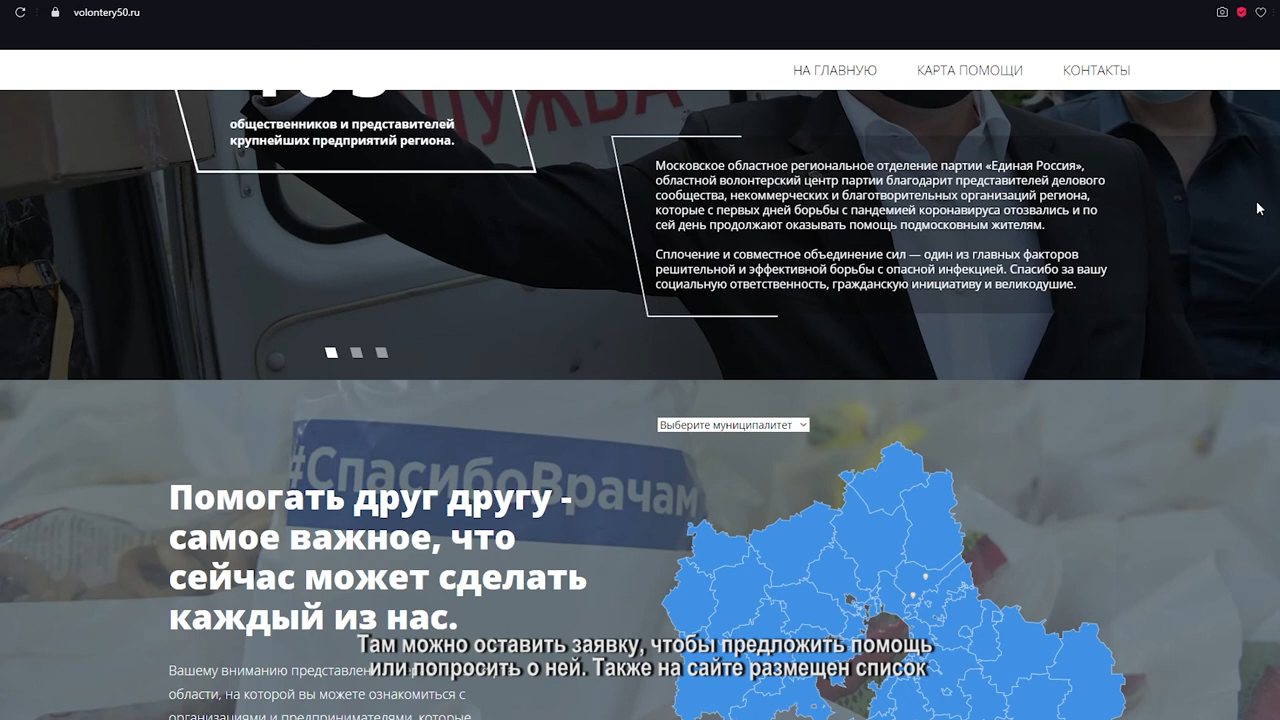 volontery50.ru
НА ГЛАВНУЮ
КАРТА ПОМОЩИ
КОНТАКТЫ
общественников и представителей
крупнейших предприятий региона.
Московское областное региональное отделение партии «Единая Россия»,
областной волонтерский центр партии благодарит представителей делового
сообщества, некоммерческих и благотворительных организаций региона,
которые с первых дней борьбы с пандемией коронавируса отозвались и по
сей день продолжают оказывать помощь подмосковным жителям.
Сплочение и совместное объединение сил — один из главных факторов
решительной и эффективной борьбы с опасной инфекцией. Спасибо за вашу
социальную ответственность, гражданскую инициативу и великодушие.
Выберите муниципалитет
#СпасибоВрачам
Помогать друг другу -
самое важное, что
сейчас может сделать
каждый из нас.
Там можно оставить заявку, чтобы предложить помощь
или попросить о ней. Также на сайте размещен список
Вашему вниманию
области, на которой вы можете ознакомиться с
организациями и предпринимателями, которые